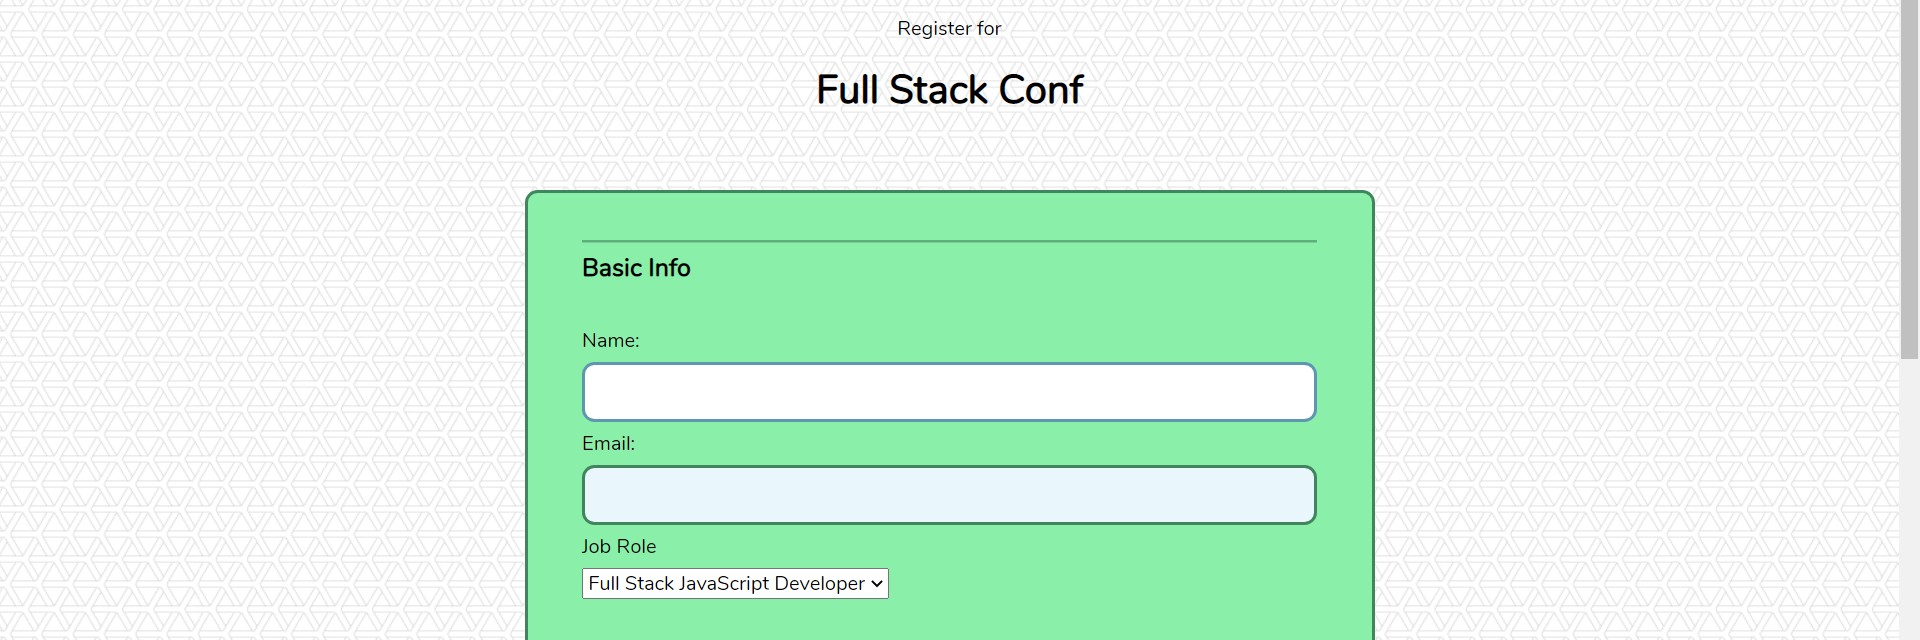 Register for
Full Stack Conf
Basic Info
Name:
Email:
Job Role
Full Stack JavaScript Developer